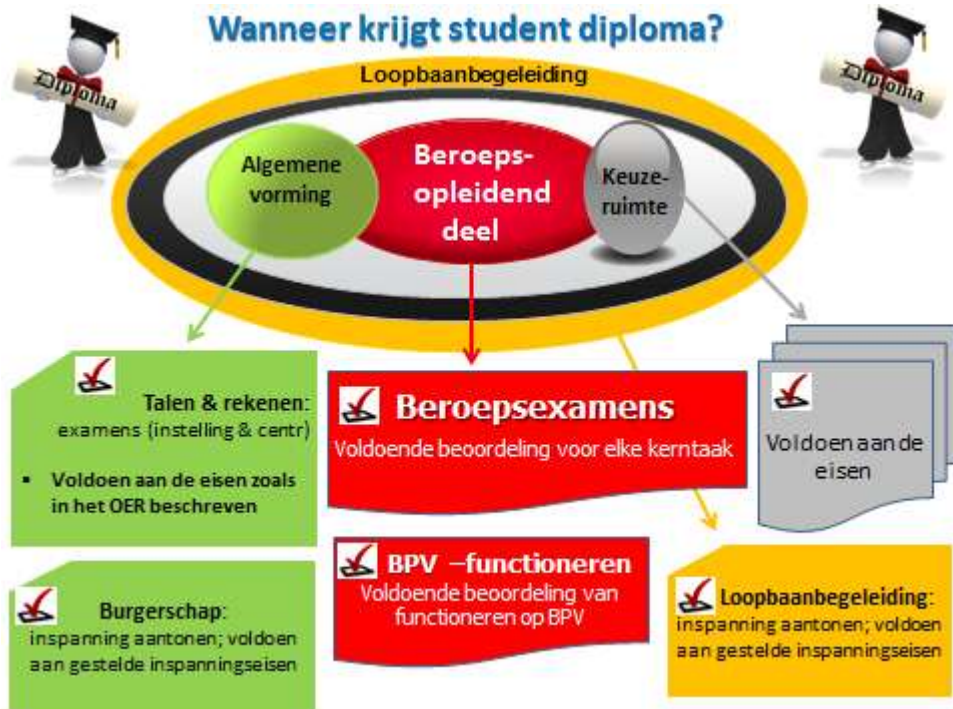 Wanneer krijgt student diploma?
Diploma
Diploma
Loopbaanbegeleiding
Algemene
vorming
Beroeps-
opleidend
deel
Keuze-
ruimte
Talen & rekenen:
examens (instelling & centr)
▪ Voldoen aan de eisen zoals
in het OER beschreven
Beroepsexamens
Voldoende beoordeling voor elke kerntaak
Voldoen aan de
eisen
Burgerschap:
inspanning aantonen; voldoen
aan gestelde inspanningseisen
BPV –functioneren
Voldoende beoordeling van
functioneren op BPV
Loopbaanbegeleiding:
inspanning aantonen; voldoen
aan gestelde inspanningseisen